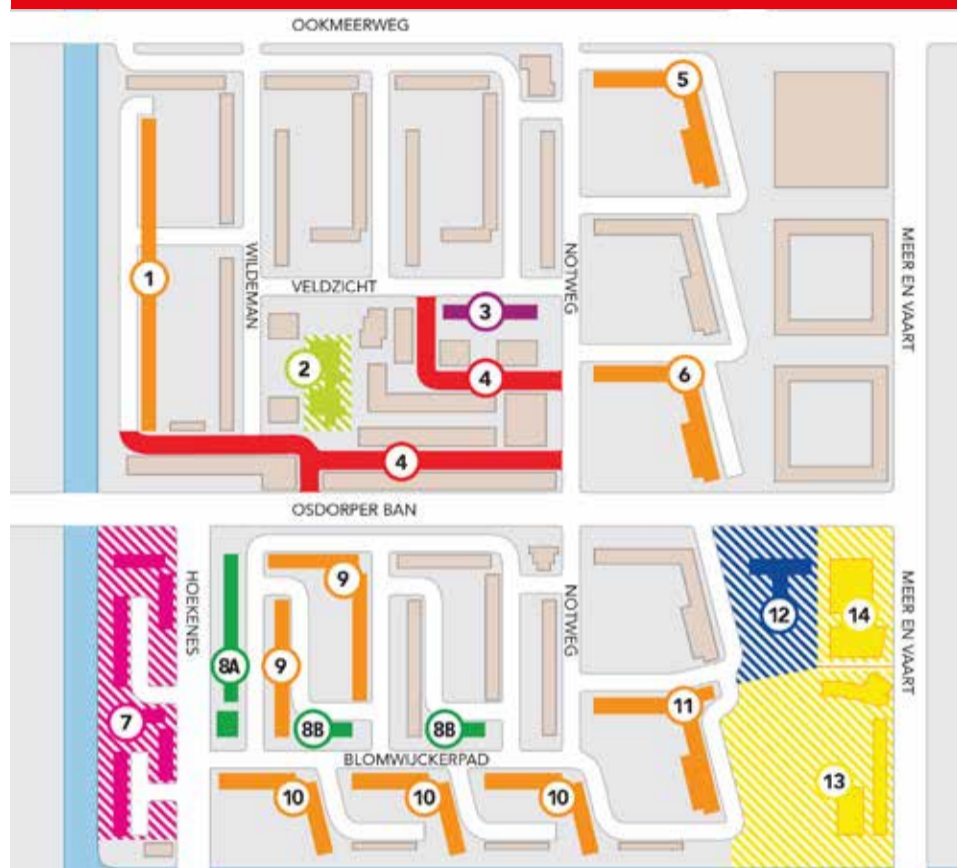 OOKMEERWEG
5
WILDEMAN
NOTWEG
MEER EN VAART
1
VELDZICHT
3
2
4
6
4
OSDORPER BAN
HOEKENES
9
NOTWEG
MEER EN VAART
12
14
8A
9
7
11
8B
8B
BLOMWIJCKERPAD
13
10
10
10